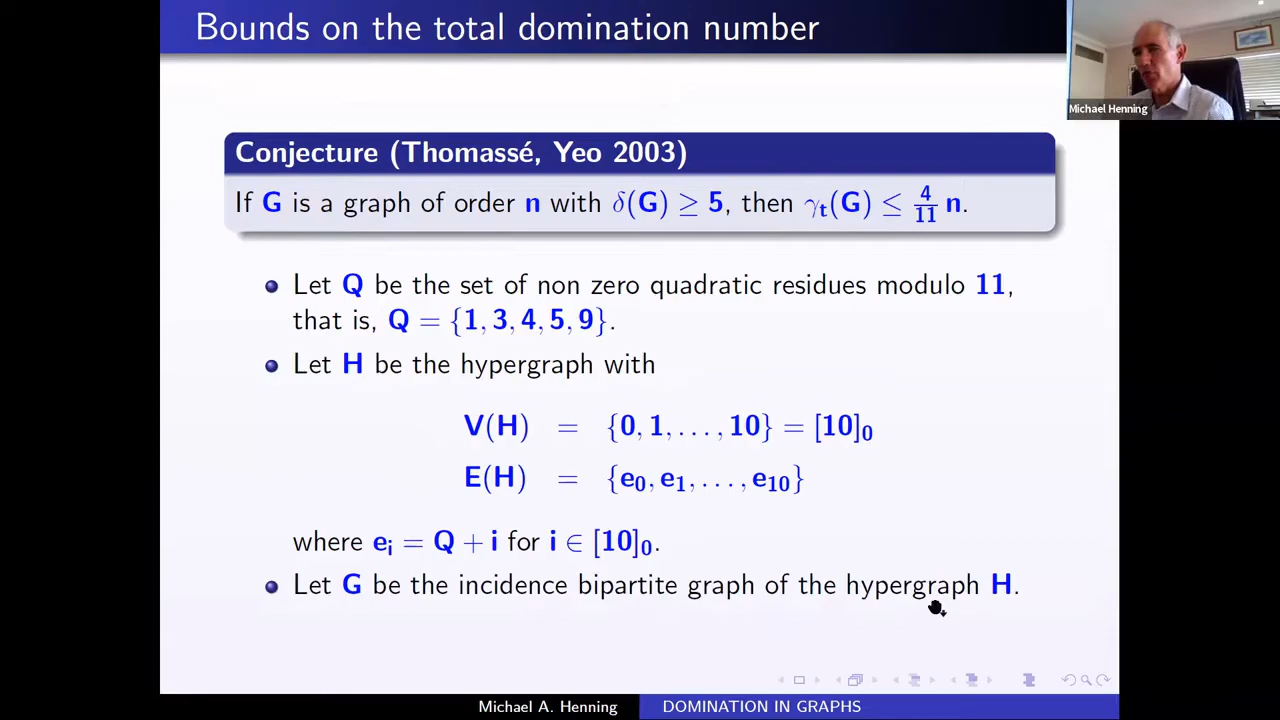 Bounds on the total domination number
Michael Henning
Conjecture (Thomassé, Yeo 2003)
If G is a graph of order n with δ(G) ≥ 5, then γt(G) ≤ 4/11 n.
Let Q be the set of non zero quadratic residues modulo 11,
that is, Q = {1, 3, 4, 5, 9}.
Let H be the hypergraph with
V(H) = {0, 1, . . . , 10} = [10]₀
E(H) = {e₀, e₁, . . . , e₁₀}
where eᵢ = Q + i for i ∈ [10]₀.
Let G be the incidence bipartite graph of the hypergraph H.
Michael A. Henning
DOMINATION IN GRAPHS